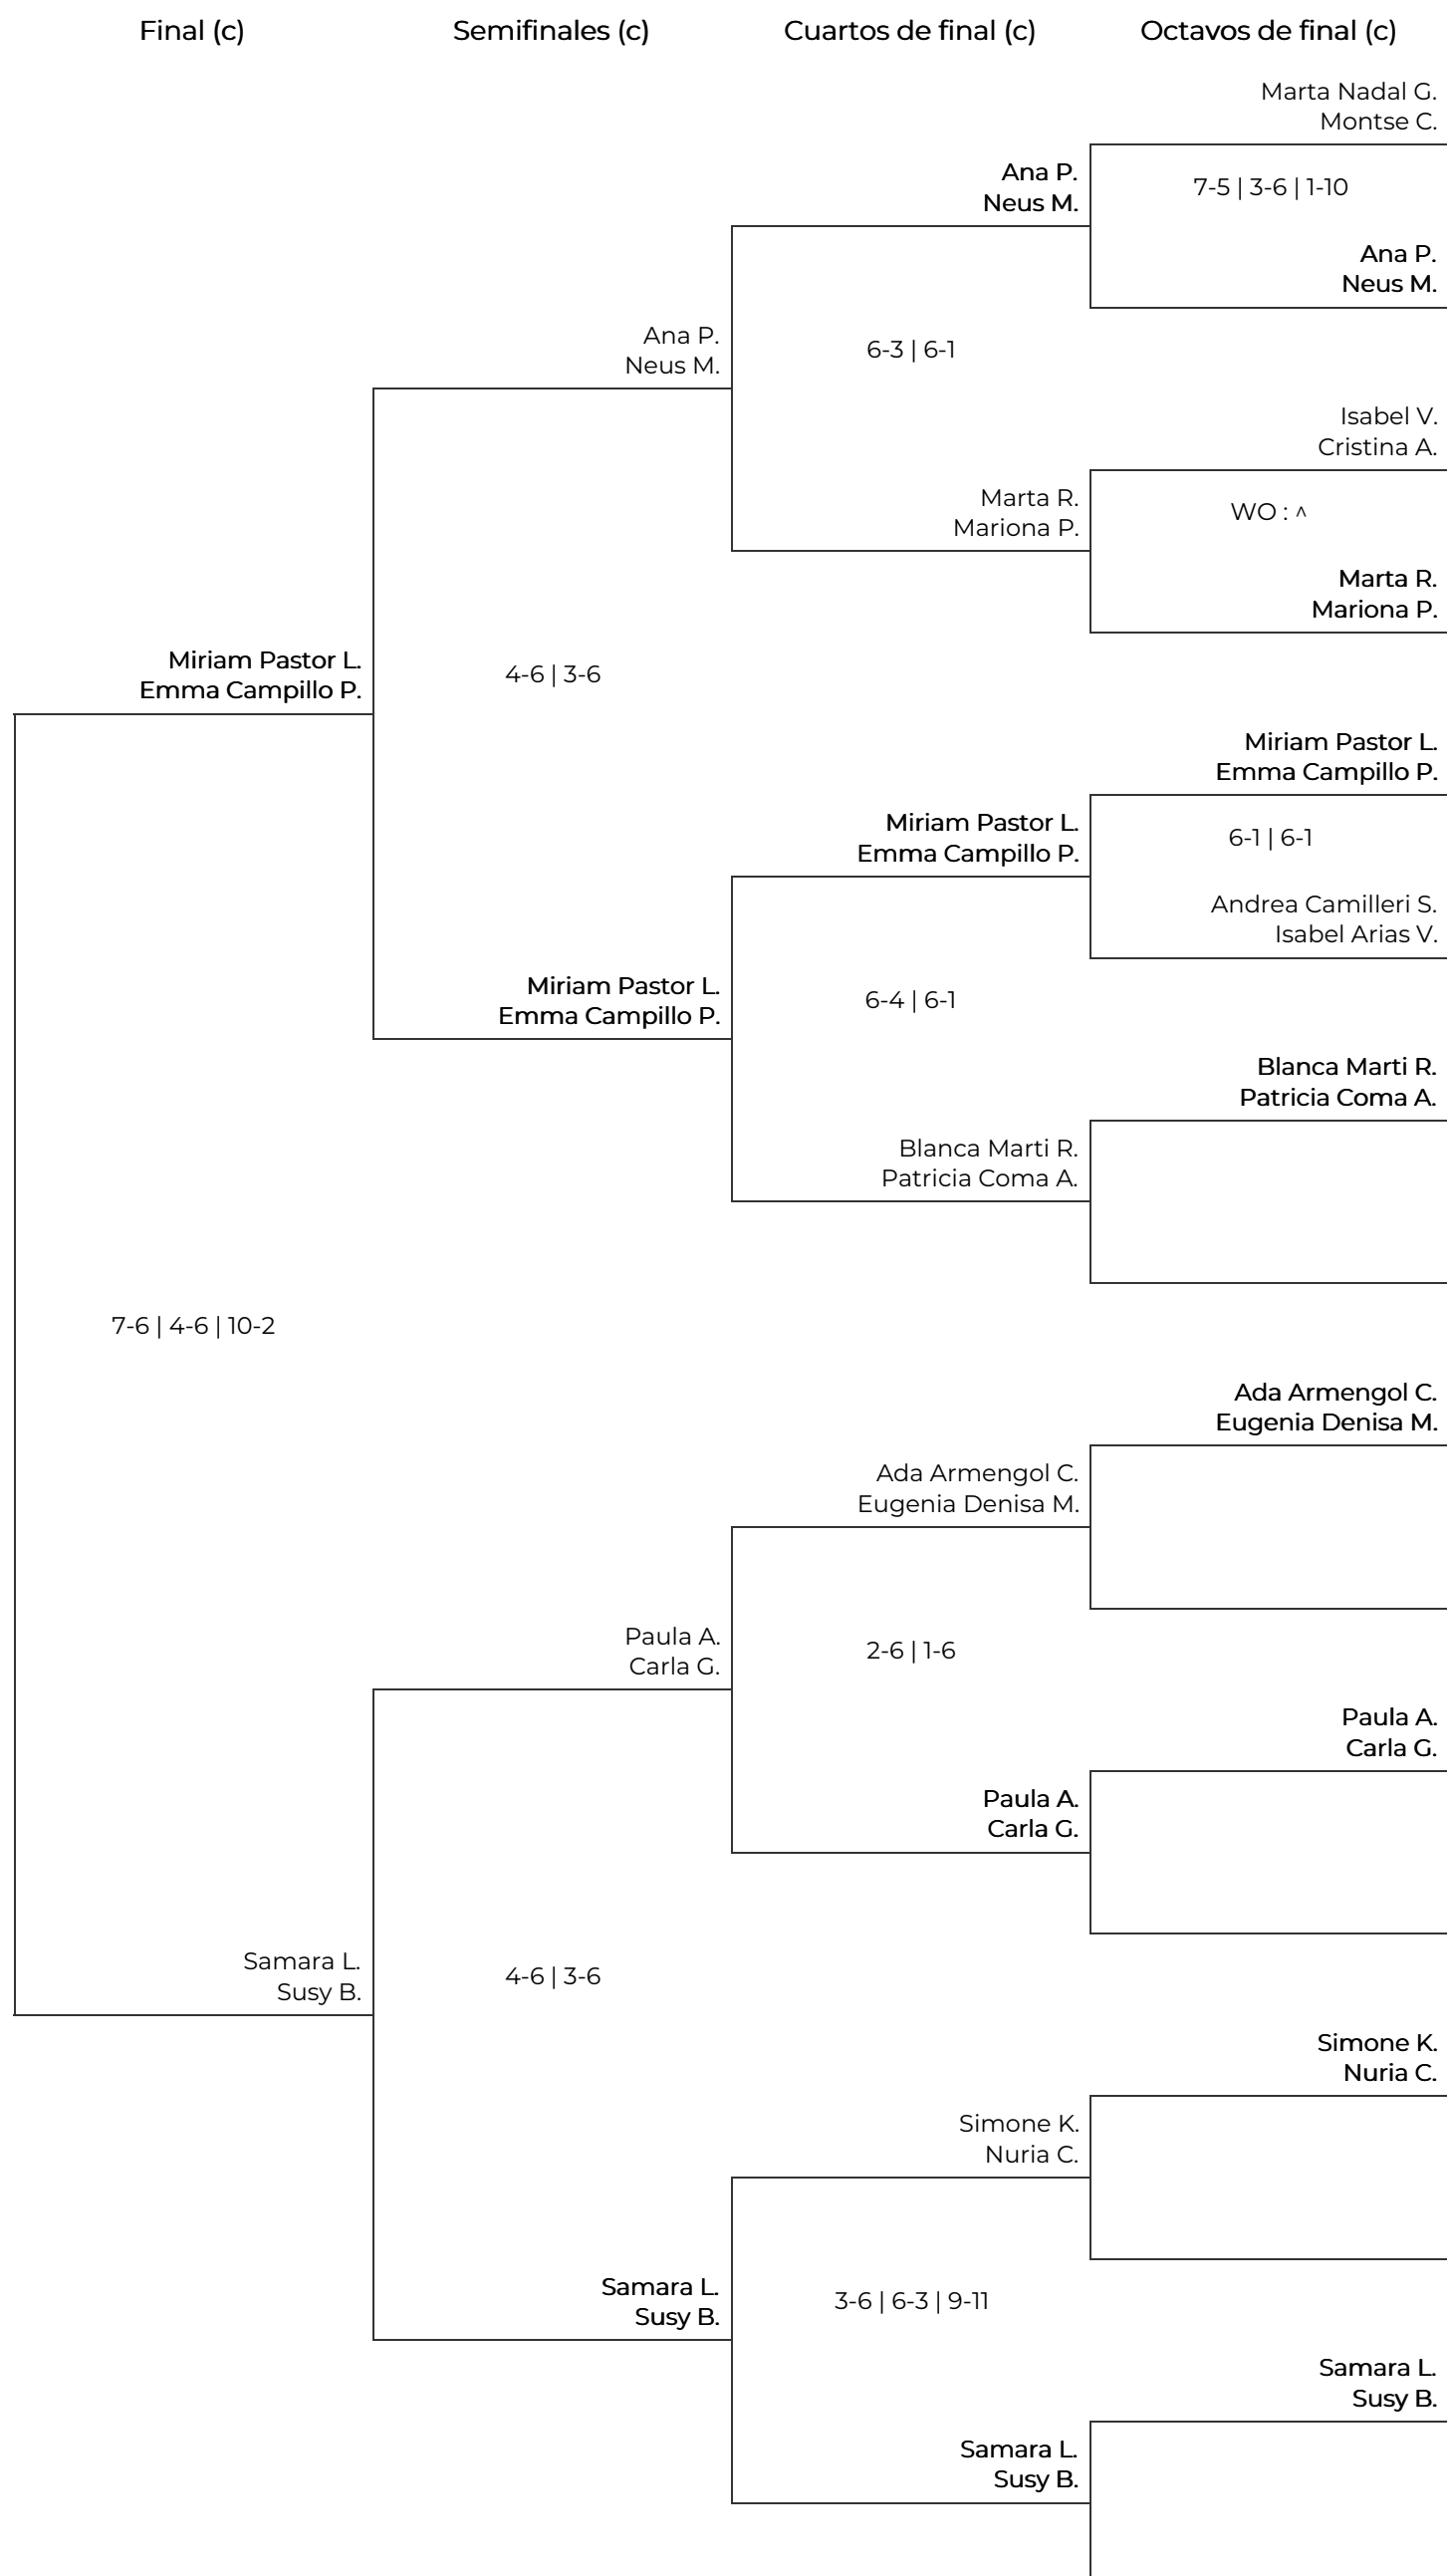 Final (c)
Semifinales (c)
Cuartos de final (c)
Octavos de final (c)
Marta Nadal G.
Montse C.
7-5 | 3-6 | 1-10
Ana P.
Neus M.
Ana P.
Neus M.
6-3 | 6-1
Ana P.
Neus M.
Isabel V.
Cristina A.
WO : ^
Marta R.
Mariona P.
Marta R.
Mariona P.
Miriam Pastor L.
Emma Campillo P.
4-6 | 3-6
Miriam Pastor L.
Emma Campillo P.
6-1 | 6-1
Miriam Pastor L.
Emma Campillo P.
Andrea Camilleri S.
Isabel Arias V.
Miriam Pastor L.
Emma Campillo P.
6-4 | 6-1
Blanca Marti R.
Patricia Coma A.
Blanca Marti R.
Patricia Coma A.
7-6 | 4-6 | 10-2
Ada Armengol C.
Eugenia Denisa M.
Ada Armengol C.
Eugenia Denisa M.
Paula A.
Carla G.
2-6 | 1-6
Paula A.
Carla G.
Paula A.
Carla G.
Samara L.
Susy B.
4-6 | 3-6
Simone K.
Nuria C.
Simone K.
Nuria C.
Samara L.
Susy B.
3-6 | 6-3 | 9-11
Samara L.
Susy B.
Samara L.
Susy B.